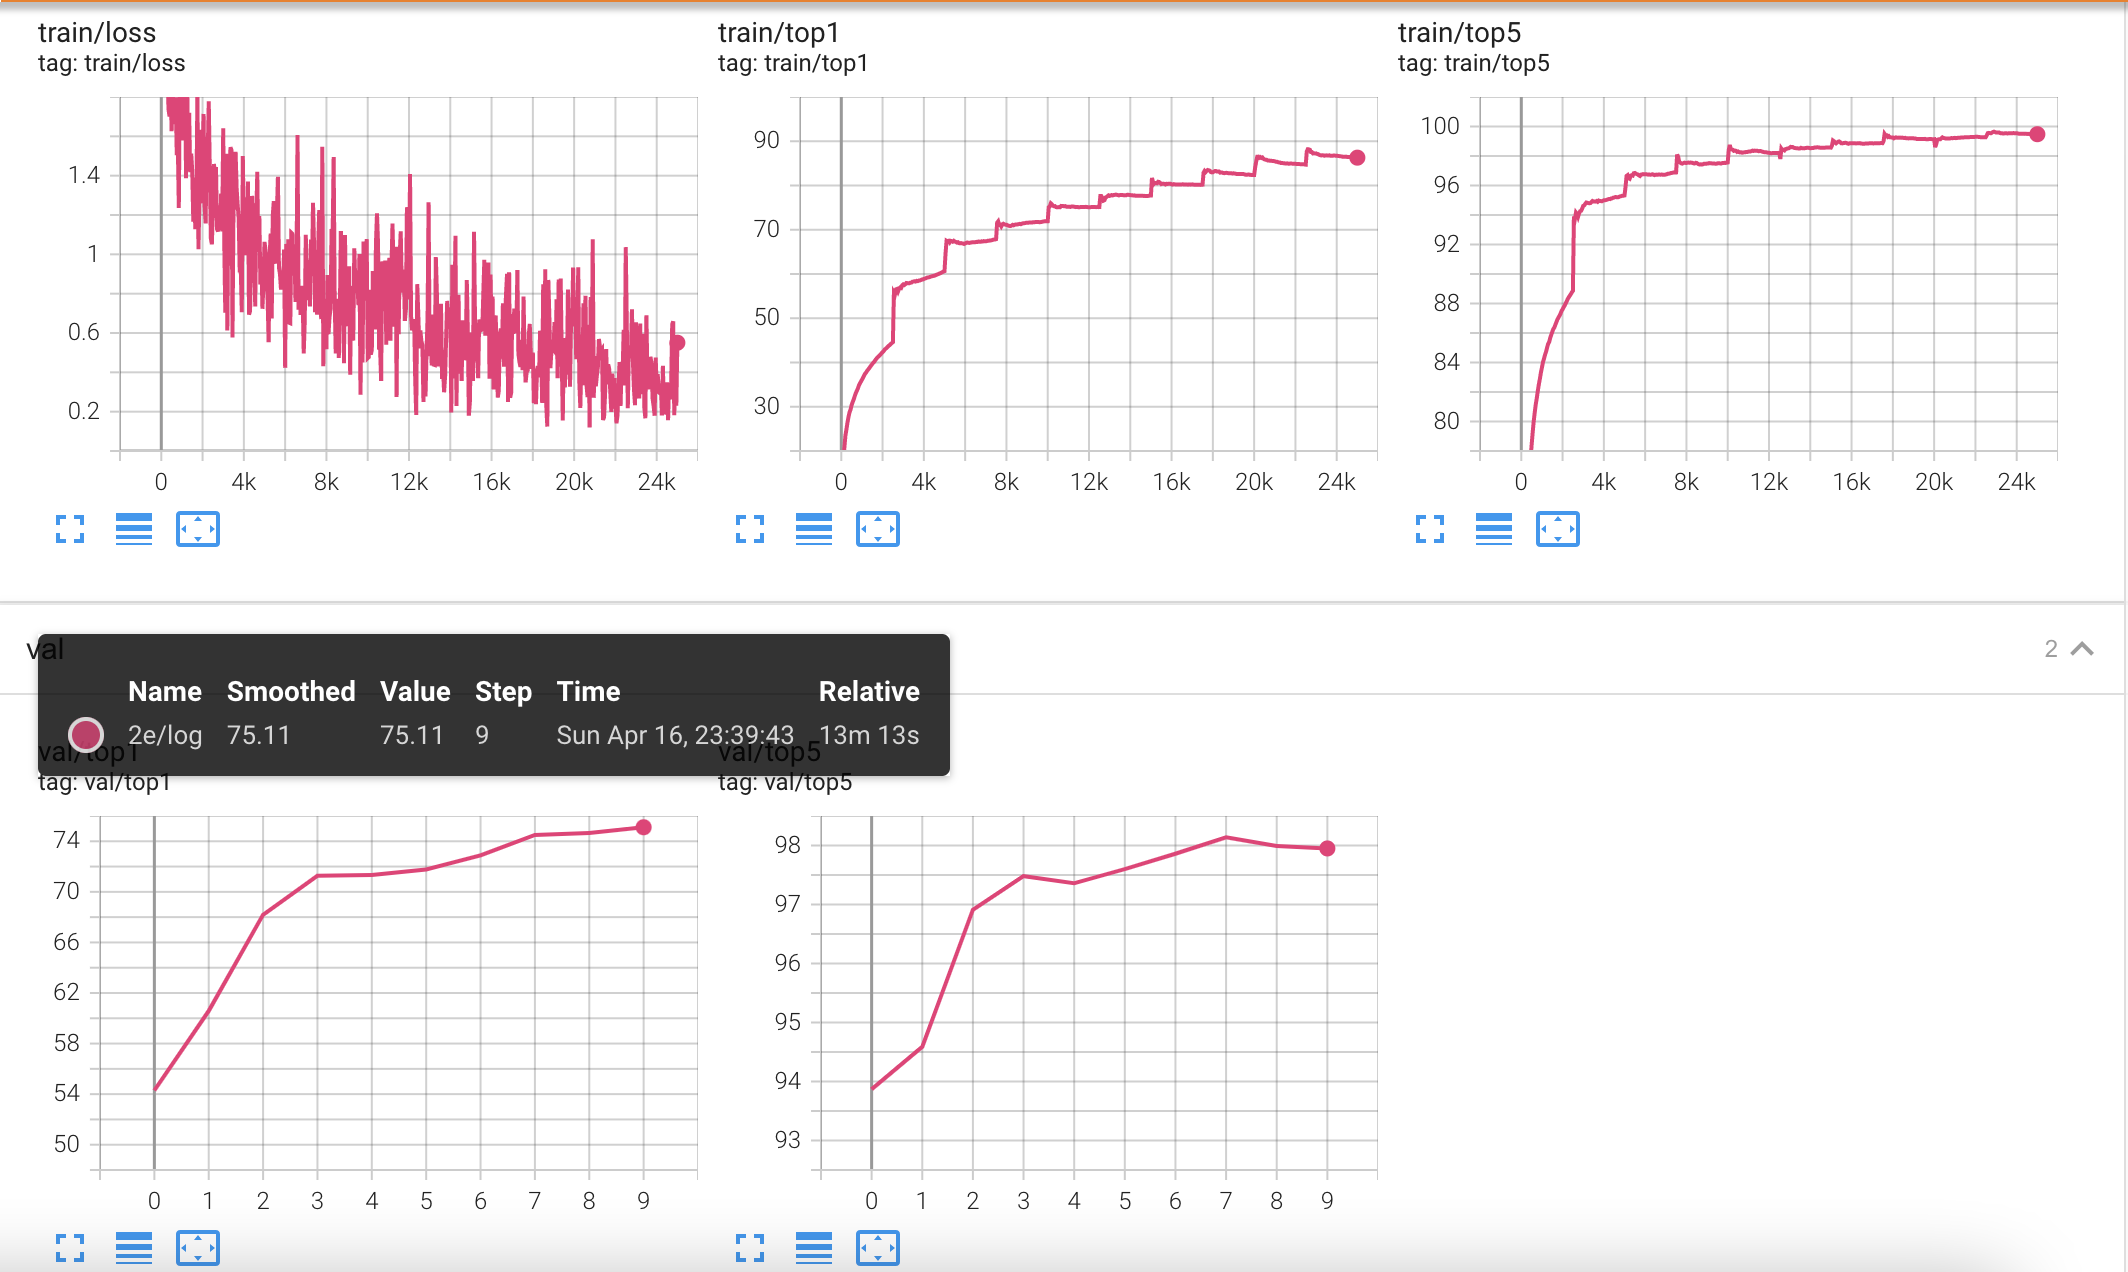 train/loss
tag: train/loss
1.4
1
0.6
0.2
0 4k 8k 12k 16k 20k 24k
train/top1
tag: train/top1
90
70
50
30
0 4k 8k 12k 16k 20k 24k
train/top5
tag: train/top5
100
96
92
88
84
80
0 4k 8k 12k 16k 20k 24k
val
2
Name Smoothed Value Step Time Relative
2e/log 75.11 75.11 9 Sun Apr 16, 23:39:43 13m 13s
val/top1
tag: val/top1
74
70
66
62
58
54
50
0 1 2 3 4 5 6 7 8 9
val/top5
tag: val/top5
98
97
96
95
94
93
0 1 2 3 4 5 6 7 8 9